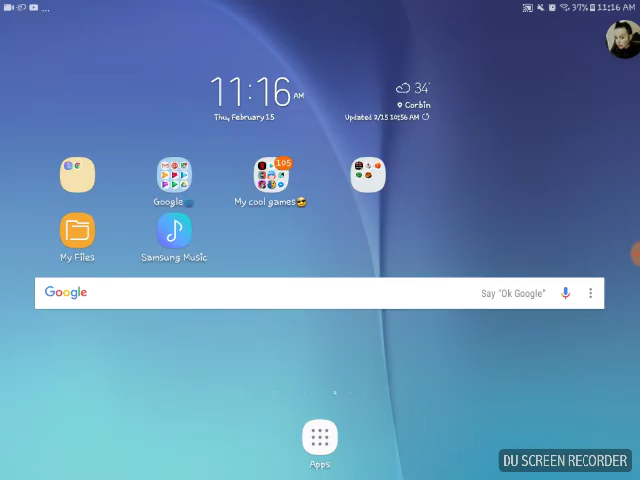 ... 37% 11:16 AM
11:16 AM
34°
Corbin
Thu, February 15
Updated 2/15 10:56 AM
105
Google
My cool games😎
My Files
Samsung Music
Google Say "Ok Google"
Apps
DU SCREEN RECORDER